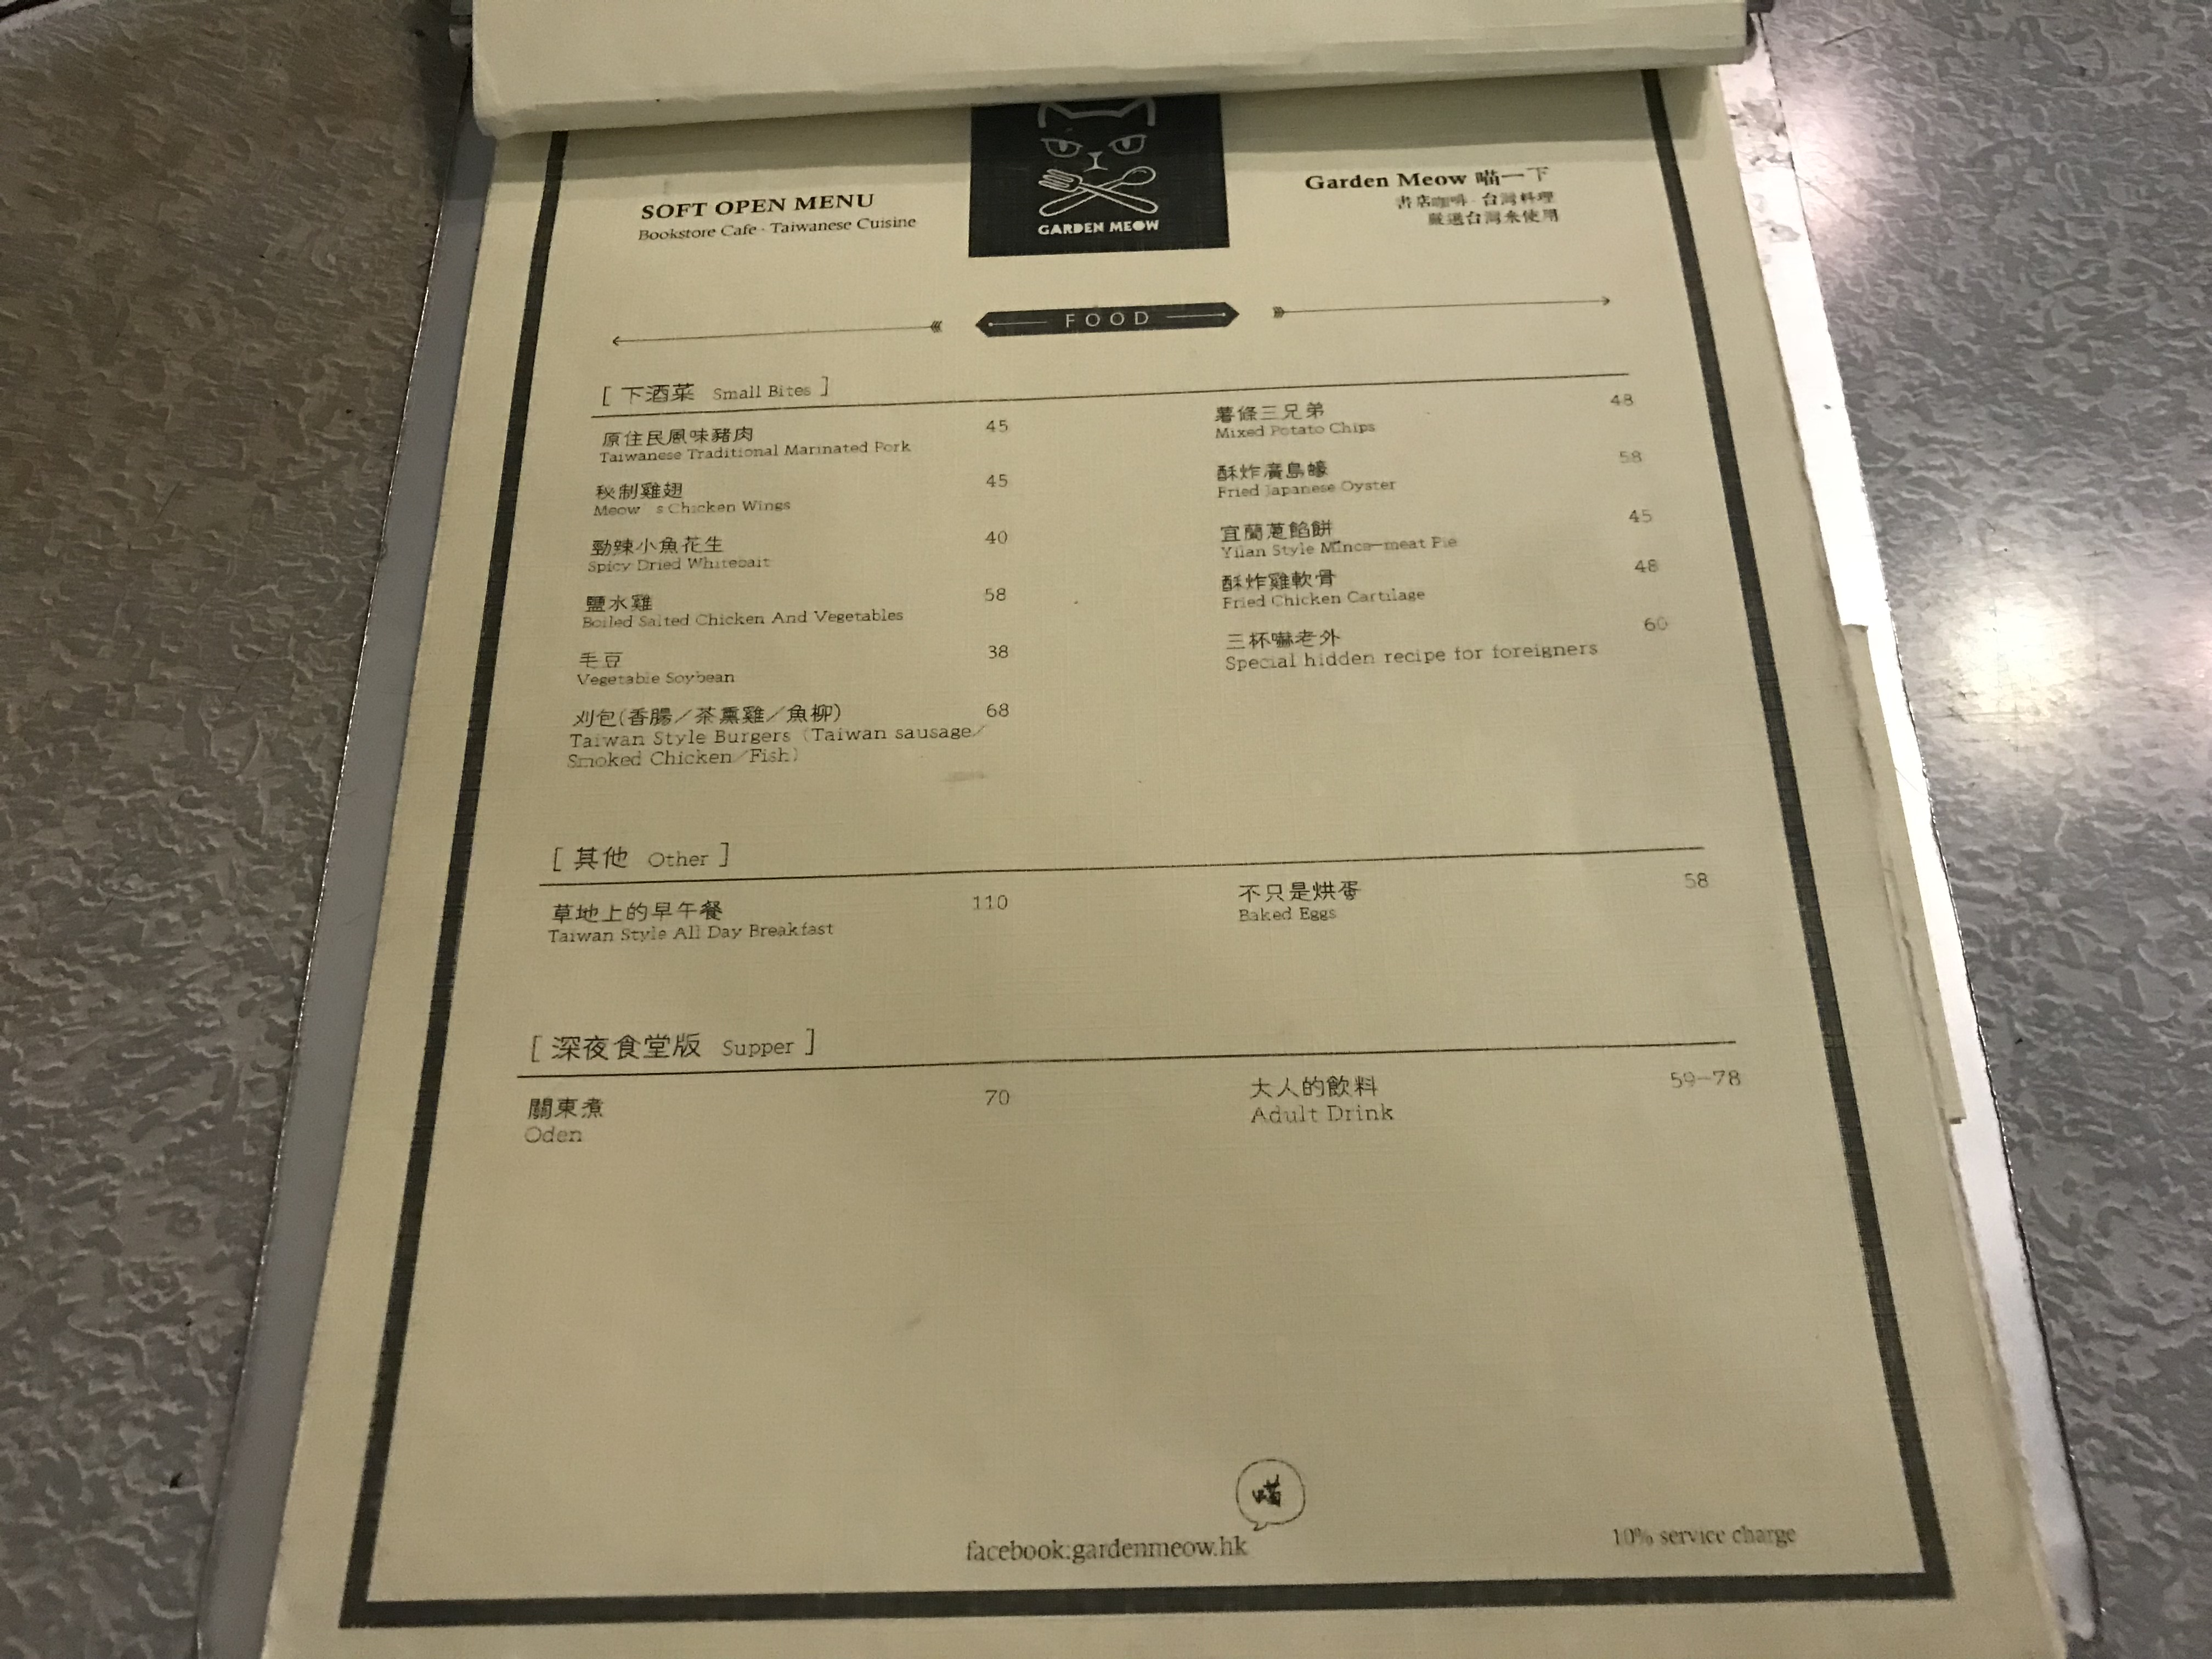 SOFT OPEN MENU
Bookstore Cafe · Taiwanese Cuisine
GARDEN MEOW
Garden Meow 喵一下
書店咖啡 · 台灣料理
嚴選台灣米使用
FOOD
[ 下酒菜 Small Bites ]
原住民風味豬肉 45
Taiwanese Traditional Marinated Pork
秘制雞翅 45
Meow s Chicken Wings
勁辣小魚花生 40
Spicy Dried Whitebait
鹽水雞 58
Boiled Salted Chicken And Vegetables
毛豆 38
Vegetable Soybean
刈包(香腸/茶熏雞/魚柳) 68
Taiwan Style Burgers (Taiwan sausage/
Smoked Chicken/Fish)
薯條三兄弟 48
Mixed Potato Chips
酥炸廣島蠔 58
Fried Japanese Oyster
宜蘭蔥餡餅 45
Yilan Style Mince-meat Pie
酥炸雞軟骨 48
Fried Chicken Cartilage
三杯嚇老外 60
Special hidden recipe for foreigners
[ 其他 Other ]
草地上的早午餐 110
Taiwan Style All Day Breakfast
不只是烘蛋 58
Baked Eggs
[ 深夜食堂版 Supper ]
關東煮 70
Oden
大人的飲料 59-78
Adult Drink
喵
facebook:gardenmeow.hk
10% service charge